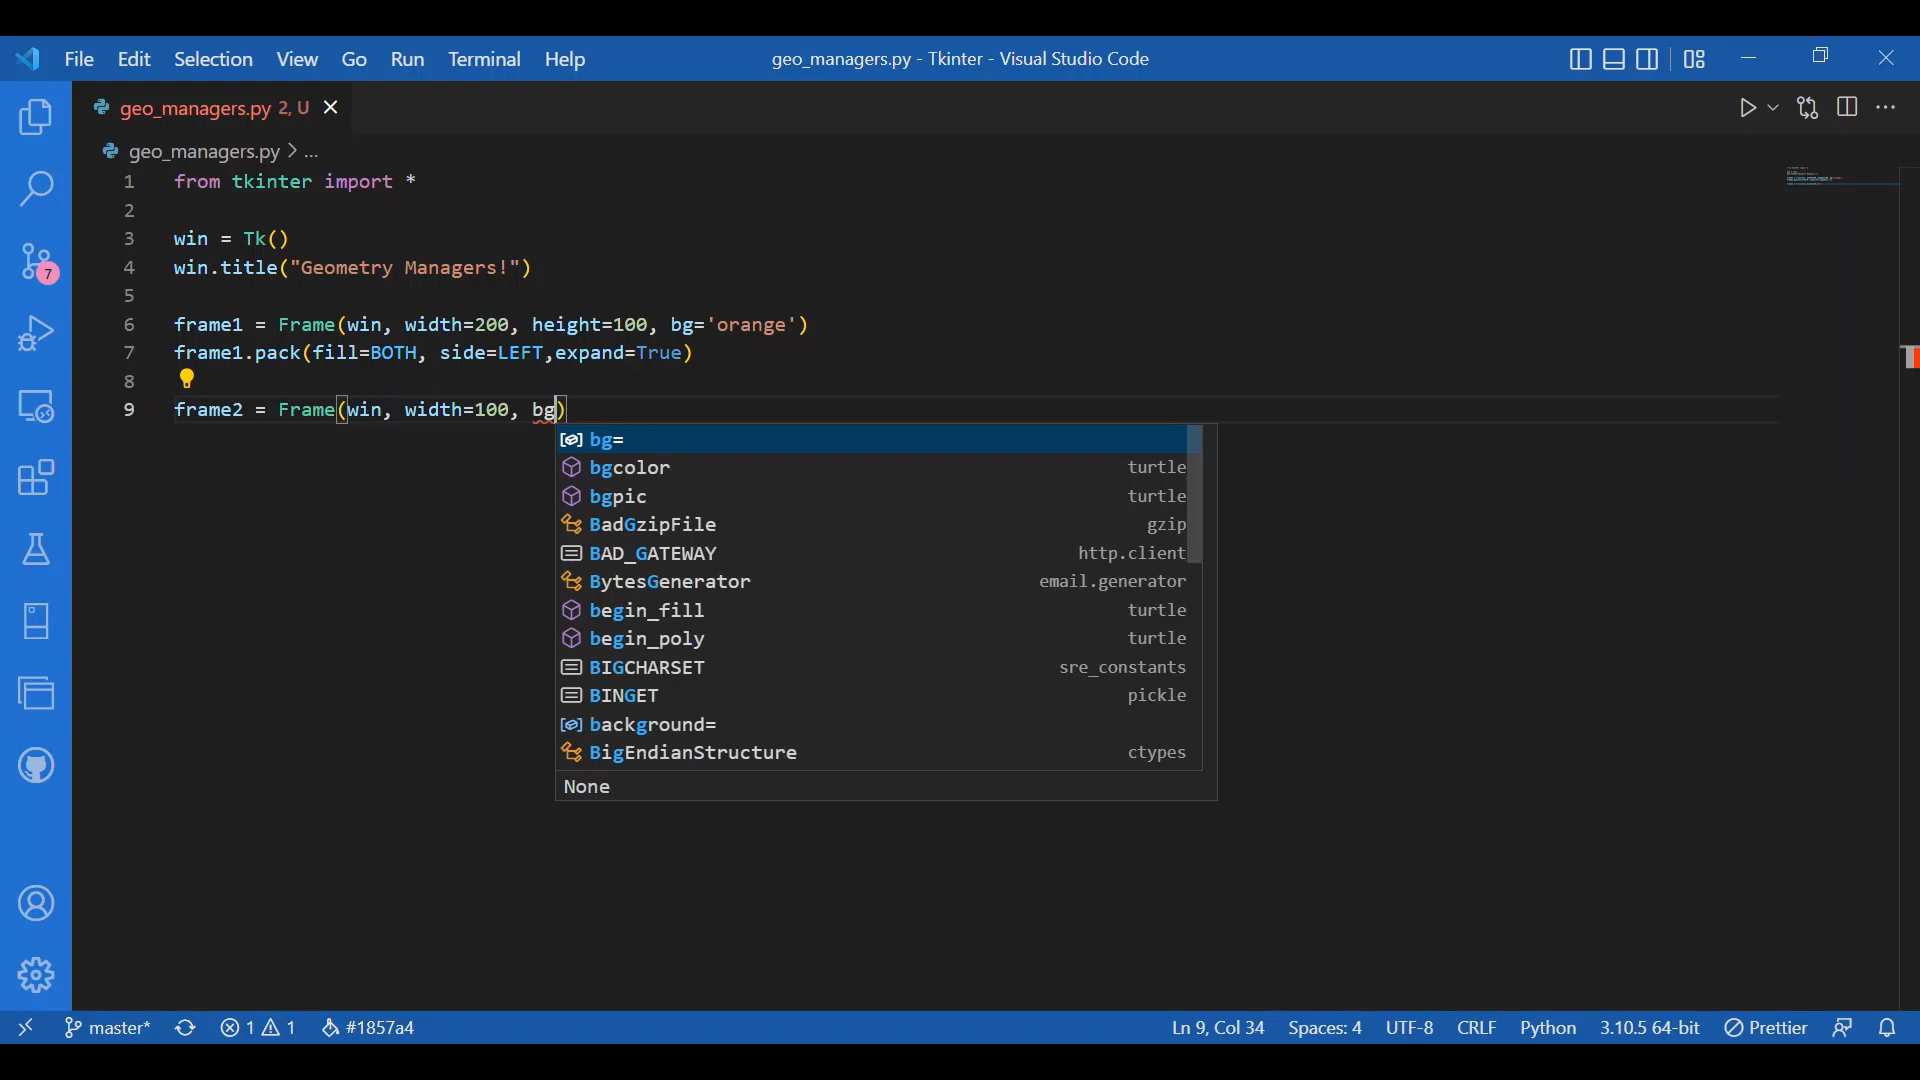 File Edit Selection View Go Run Terminal Help geo_managers.py - Tkinter - Visual Studio Code
geo_managers.py 2, U
geo_managers.py > ...
1 from tkinter import *
2
3 win = Tk()
4 win.title("Geometry Managers!")
5
6 frame1 = Frame(win, width=200, height=100, bg='orange')
7 frame1.pack(fill=BOTH, side=LEFT,expand=True)
8
9 frame2 = Frame(win, width=100, bg)
bg=
bgcolor turtle
bgpic turtle
BadGzipFile gzip
BAD_GATEWAY http.client
BytesGenerator email.generator
begin_fill turtle
begin_poly turtle
BIGCHARSET sre_constants
BINGET pickle
background=
BigEndianStructure ctypes
None
7
master* 1 1 #1857a4 Ln 9, Col 34 Spaces: 4 UTF-8 CRLF Python 3.10.5 64-bit Prettier